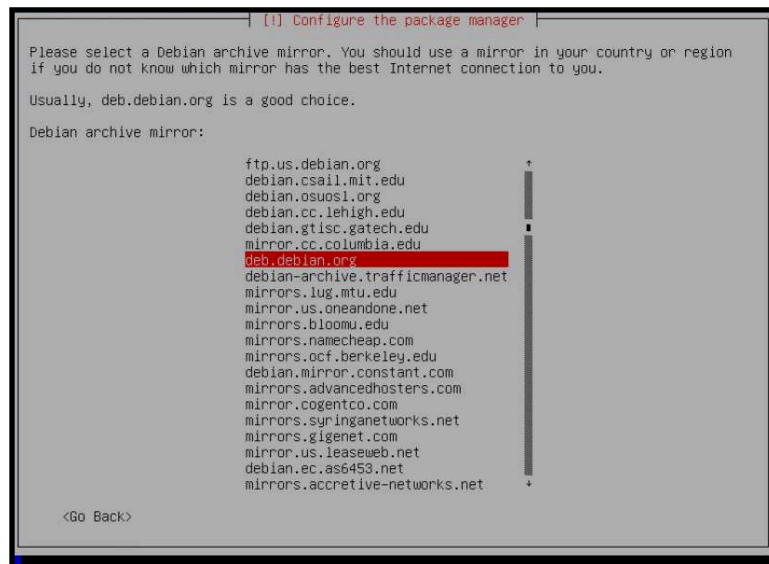 [!] Configure the package manager
Please select a Debian archive mirror. You should use a mirror in your country or region
if you do not know which mirror has the best Internet connection to you.
Usually, deb.debian.org is a good choice.
Debian archive mirror:
ftp.us.debian.org
debian.csail.mit.edu
debian.osuosl.org
debian.cc.lehigh.edu
debian.gtisc.gatech.edu
mirror.cc.columbia.edu
deb.debian.org
debian-archive.trafficmanager.net
mirrors.lug.mtu.edu
mirror.us.oneandone.net
mirrors.bloomu.edu
mirrors.namecheap.com
mirrors.ocf.berkeley.edu
debian.mirror.constant.com
mirrors.advancedhosters.com
mirror.cogentco.com
mirrors.syringanetworks.net
mirrors.gigenet.com
mirror.us.leaseweb.net
debian.ec.as6453.net
mirrors.accretive-networks.net
<Go Back>